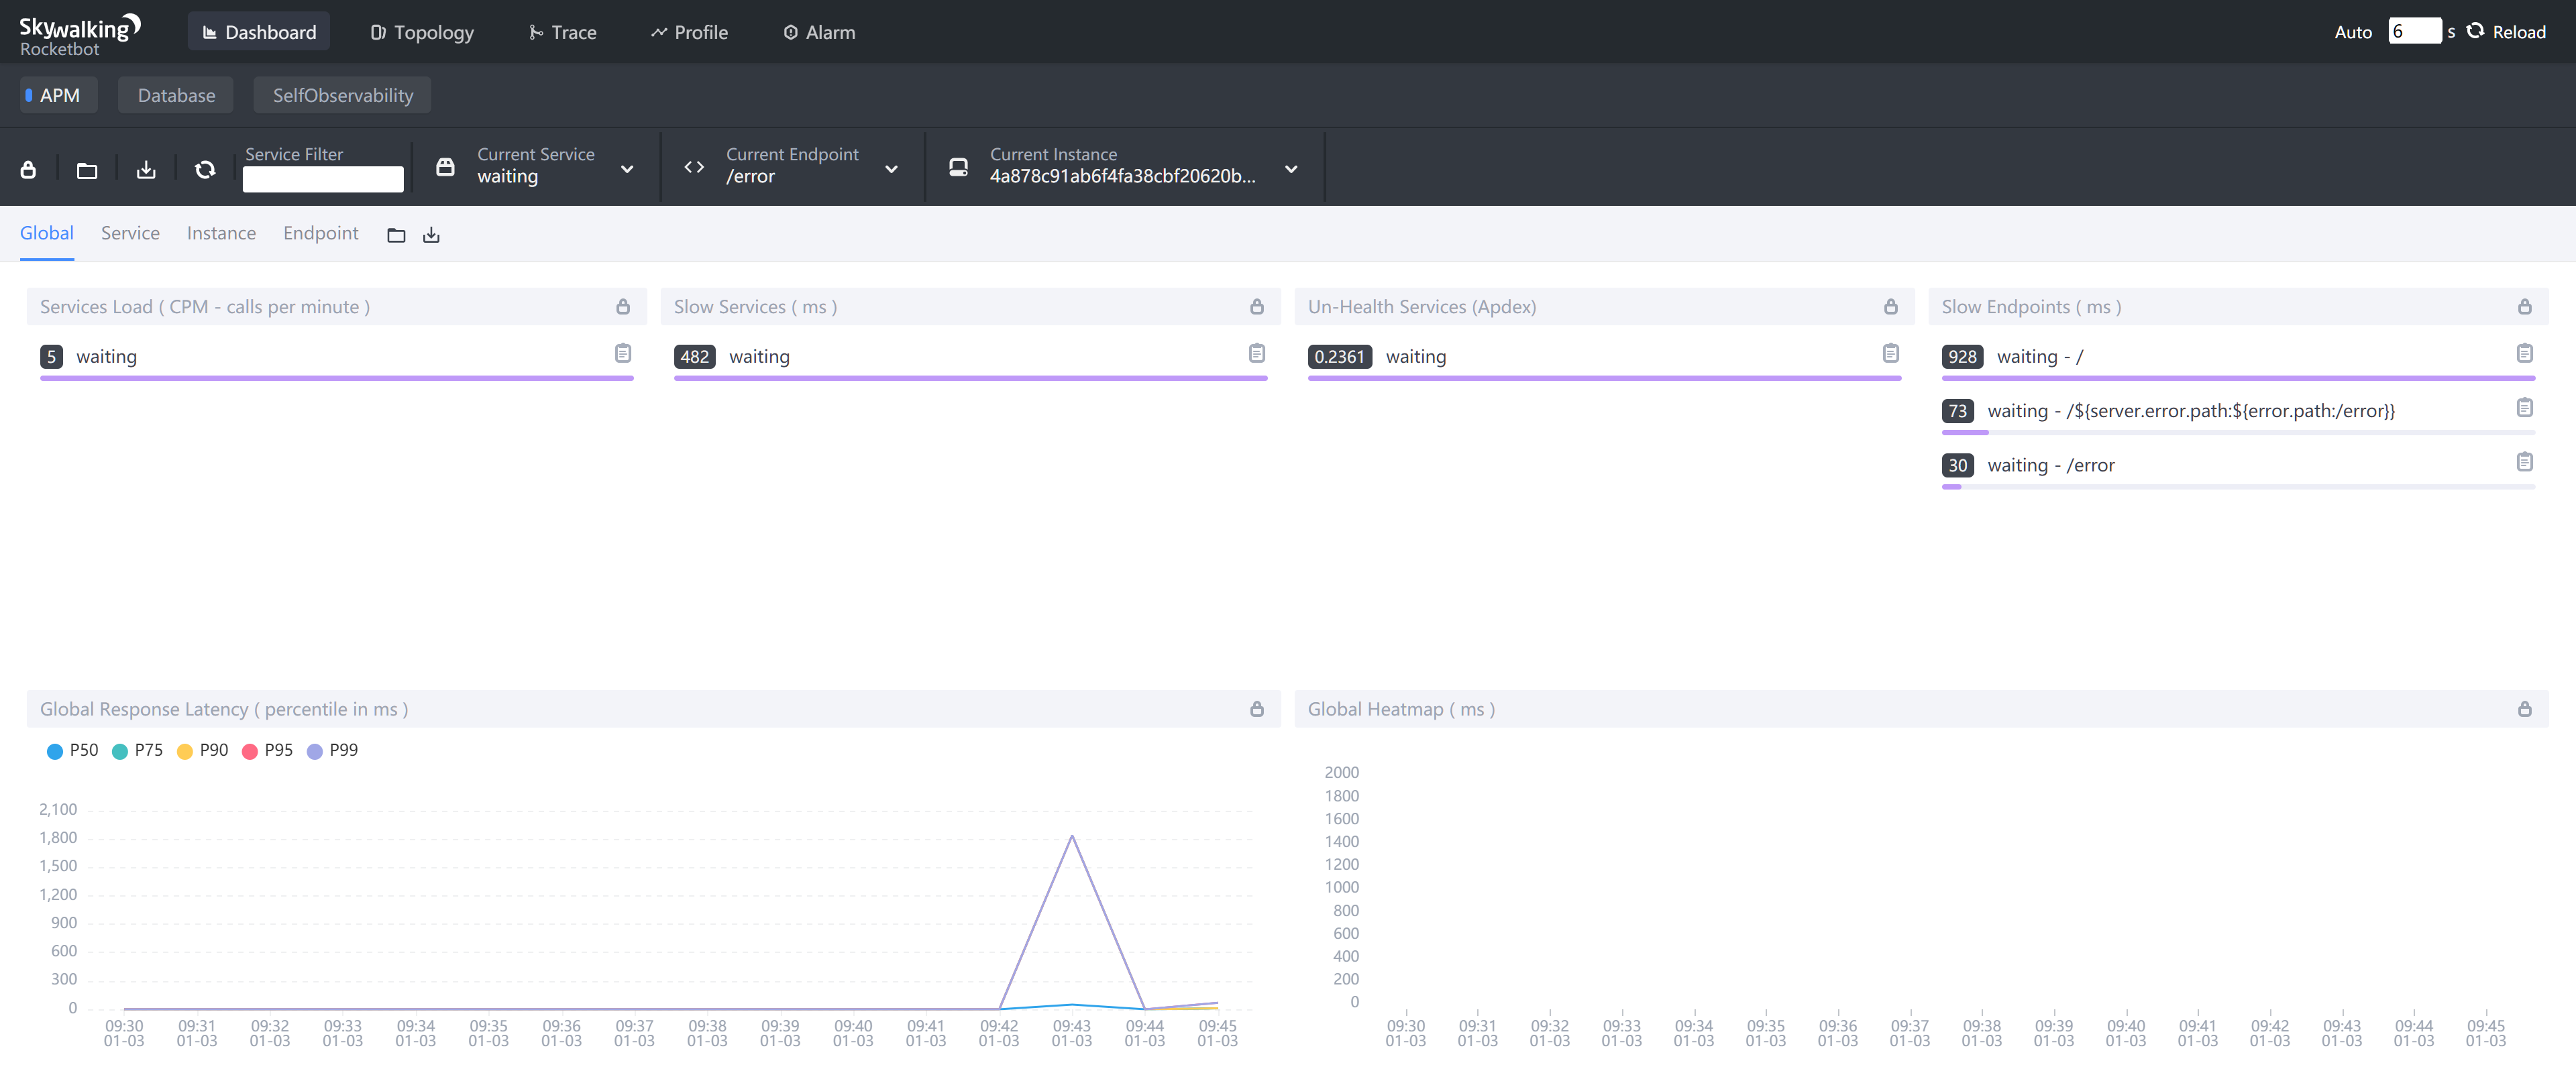 Skywalking
Rocketbot
Dashboard
Topology
Trace
Profile
Alarm
Auto 6 s Reload
APM
Database
SelfObservability
Service Filter
Current Service
waiting
Current Endpoint
/error
Current Instance
4a878c91ab6f4fa38cbf20620b...
Global
Service
Instance
Endpoint
Services Load ( CPM - calls per minute )
5 waiting
Slow Services ( ms )
482 waiting
Un-Health Services (Apdex)
0.2361 waiting
Slow Endpoints ( ms )
928 waiting - /
73 waiting - /${server.error.path:${error.path:/error}}
30 waiting - /error
Global Response Latency ( percentile in ms )
P50 P75 P90 P95 P99
2,100
1,800
1,500
1,200
900
600
300
0
09:30 09:31 09:32 09:33 09:34 09:35 09:36 09:37 09:38 09:39 09:40 09:41 09:42 09:43 09:44 09:45
01-03 01-03 01-03 01-03 01-03 01-03 01-03 01-03 01-03 01-03 01-03 01-03 01-03 01-03 01-03 01-03
Global Heatmap ( ms )
2000
1800
1600
1400
1200
1000
800
600
400
200
0
09:30 09:31 09:32 09:33 09:34 09:35 09:36 09:37 09:38 09:39 09:40 09:41 09:42 09:43 09:44 09:45
01-03 01-03 01-03 01-03 01-03 01-03 01-03 01-03 01-03 01-03 01-03 01-03 01-03 01-03 01-03 01-03